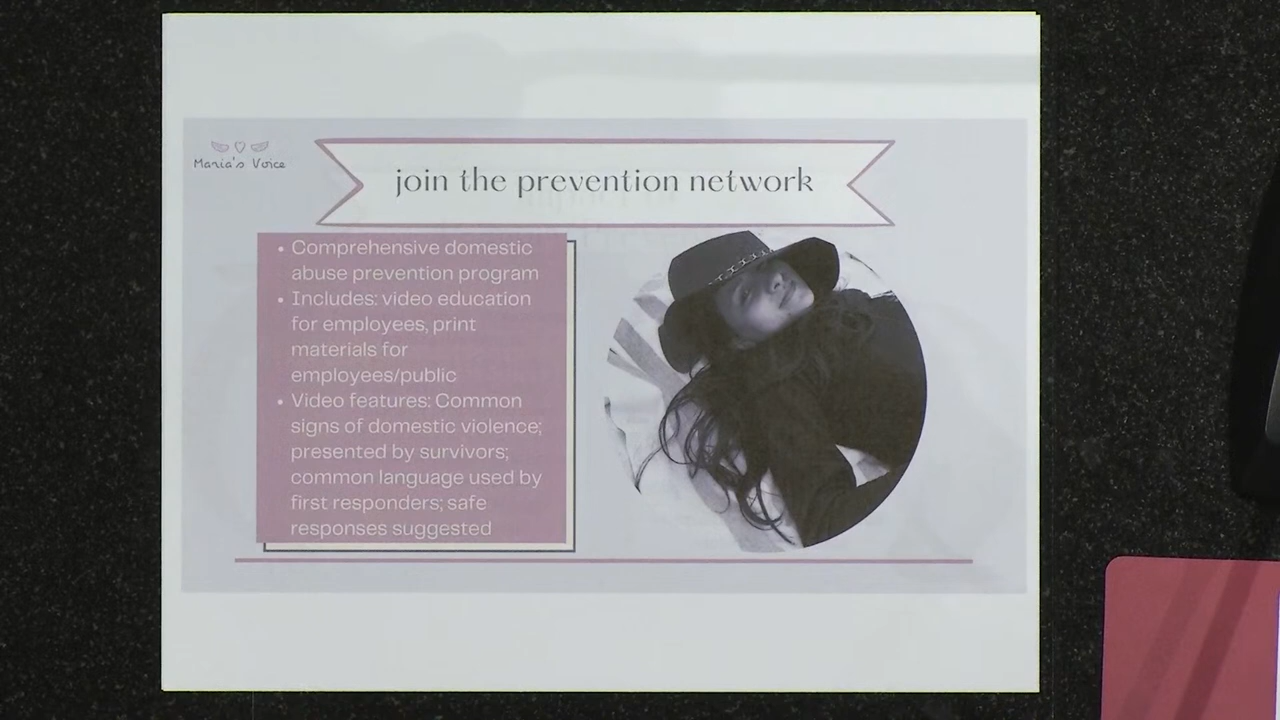 Maria's Voice
join the prevention network
• Comprehensive domestic
abuse prevention program
• Includes: video education
for employees, print
materials for
employees/public
• Video features: Common
signs of domestic violence;
presented by survivors;
common language used by
first responders; safe
responses suggested